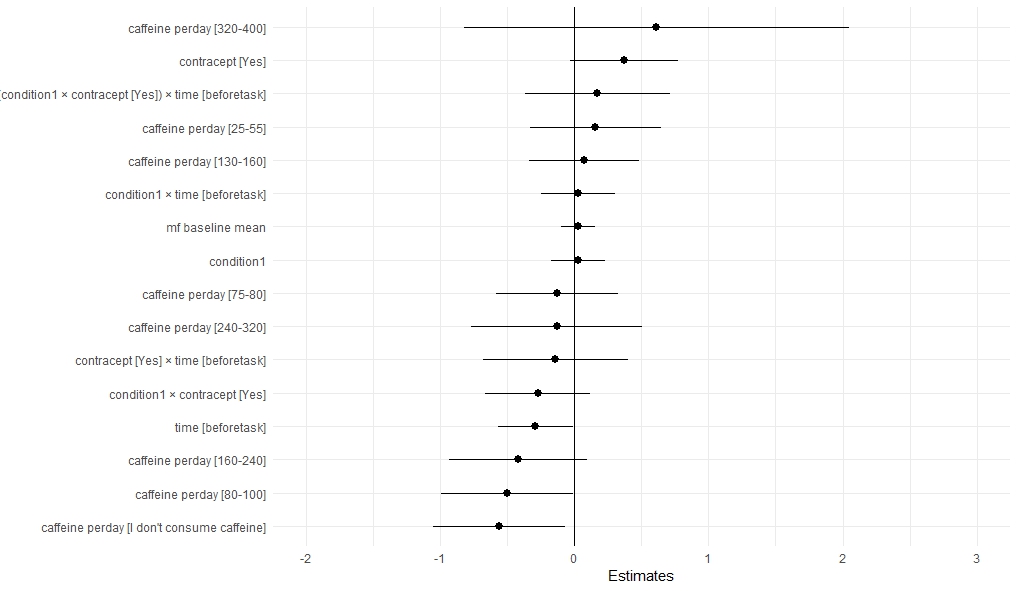 caffeine perday [320-400]
contracept [Yes]
(condition1 × contracept [Yes]) × time [beforetask]
caffeine perday [25-55]
caffeine perday [130-160]
condition1 × time [beforetask]
mf baseline mean
condition1
caffeine perday [75-80]
caffeine perday [240-320]
contracept [Yes] × time [beforetask]
condition1 × contracept [Yes]
time [beforetask]
caffeine perday [160-240]
caffeine perday [80-100]
caffeine perday [I don't consume caffeine]
-2 -1 0 1 2 3
Estimates